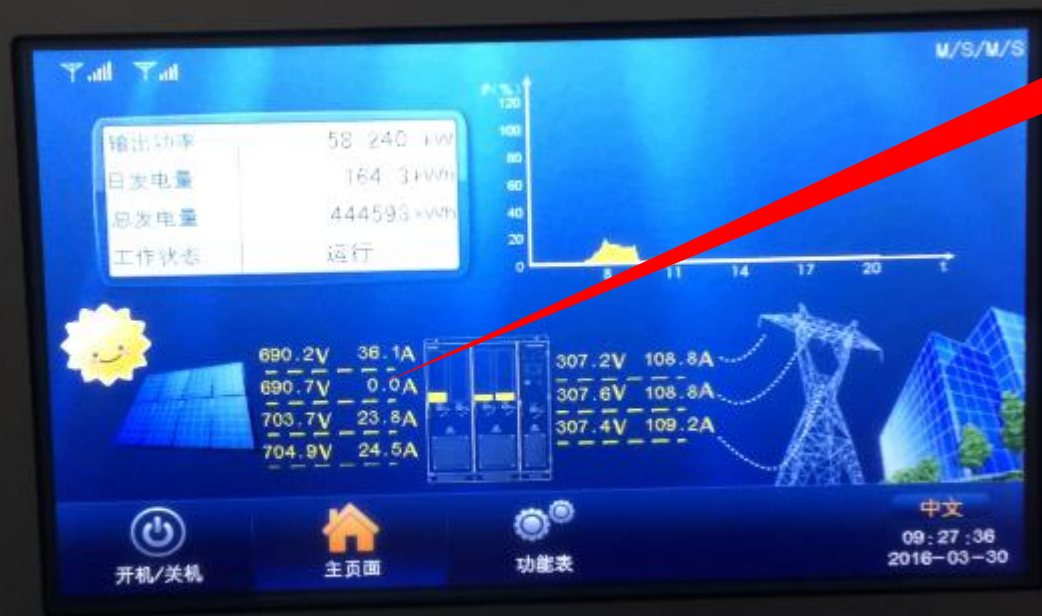 M/S/M/S
P(%)
120
100
80
60
40
20
0
8 11 14 17 20 t
输出功率 58.240 kW
日发电量 164.3 kWh
总发电量 444593 kWh
工作状态 运行
690.2V 36.1A
690.7V 0.0A
703.7V 23.8A
704.9V 24.5A
307.2V 108.8A
307.6V 108.8A
307.4V 109.2A
开机/关机
主页面
功能表
中文
09:27:36
2016-03-30